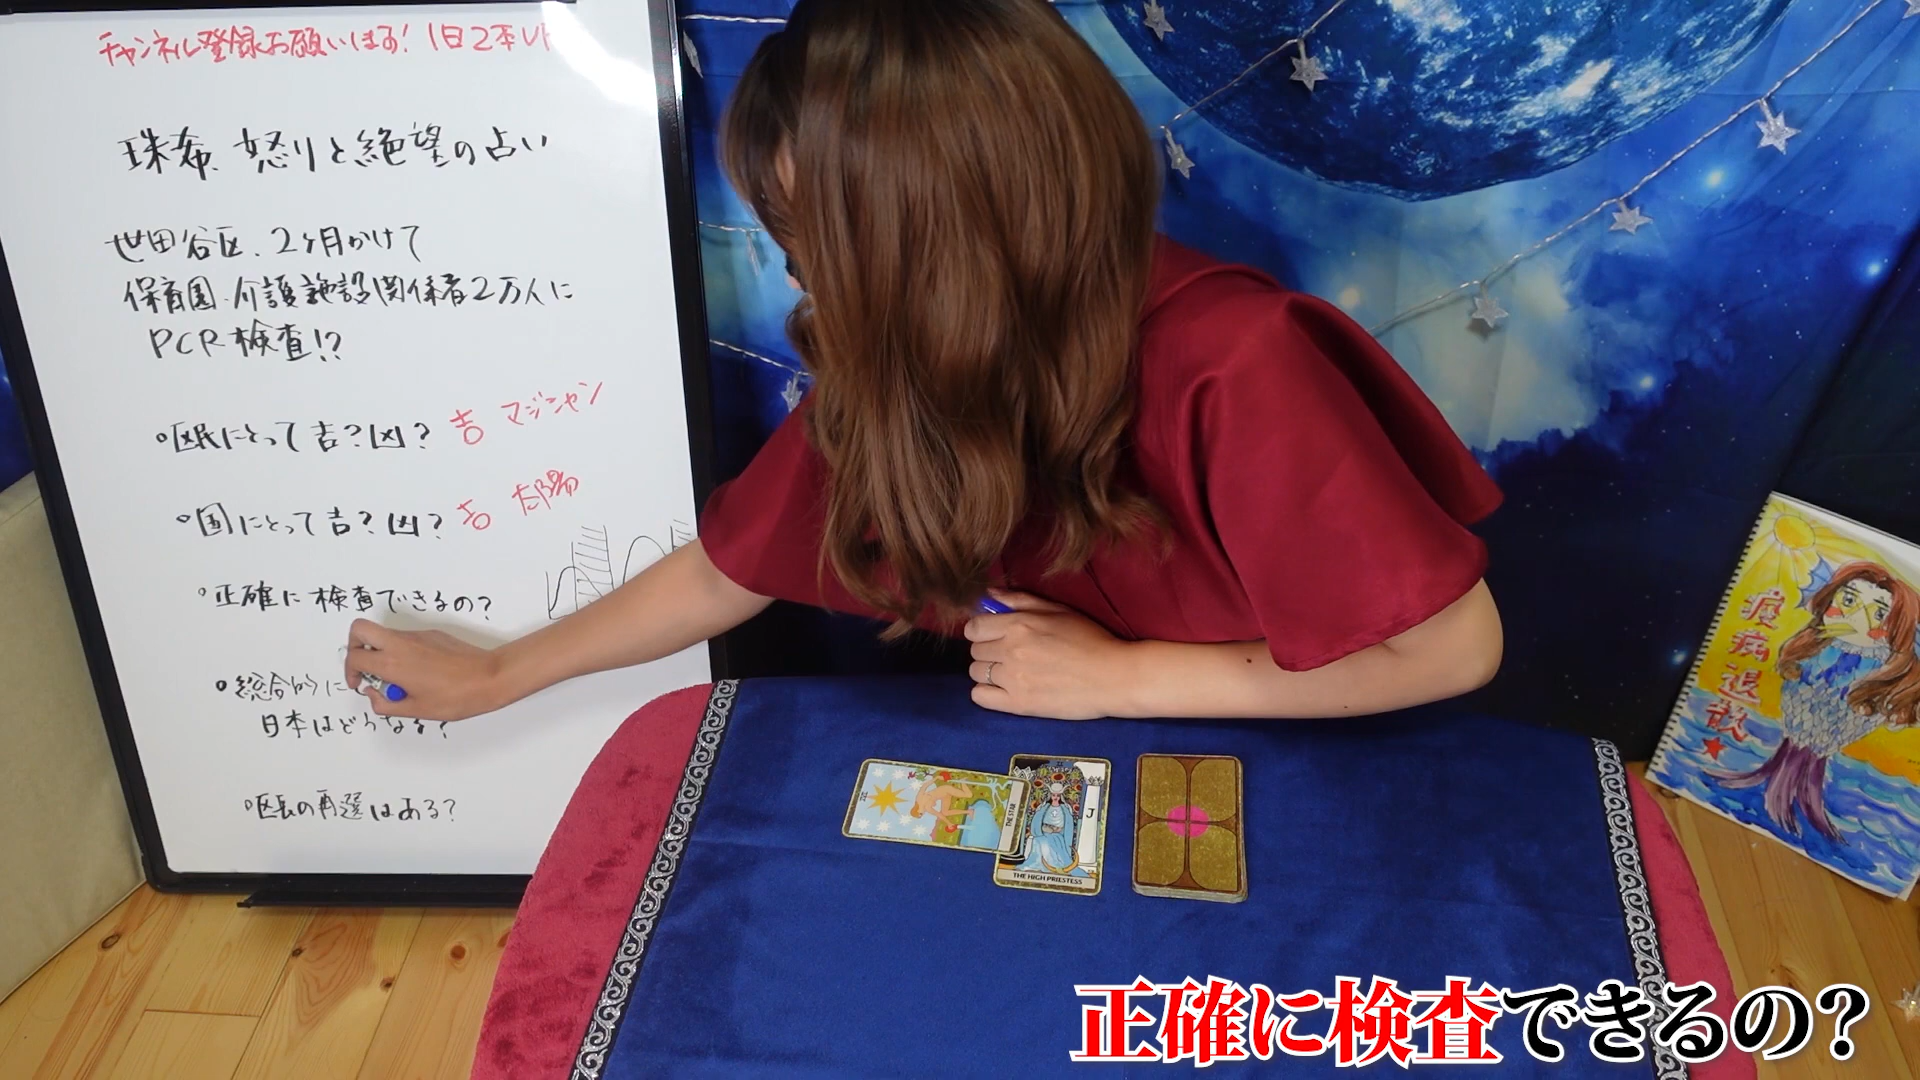 チャンネル登録お願いします! 1日2本UP
怒りと絶望の占い
世田谷区、2ヶ月かけて
保育園・介護施設関係者2万人に
PCR検査!?
○区民にとって吉?凶? 吉 マジシャン
○国にとって吉?凶? 吉 太陽
○正確に検査できるの?
○総合的に
日本はどうなる?
○区長の再選はある?
THE STAR
J
THE HIGH PRIESTESS
疫病退散★
正確に検査できるの?